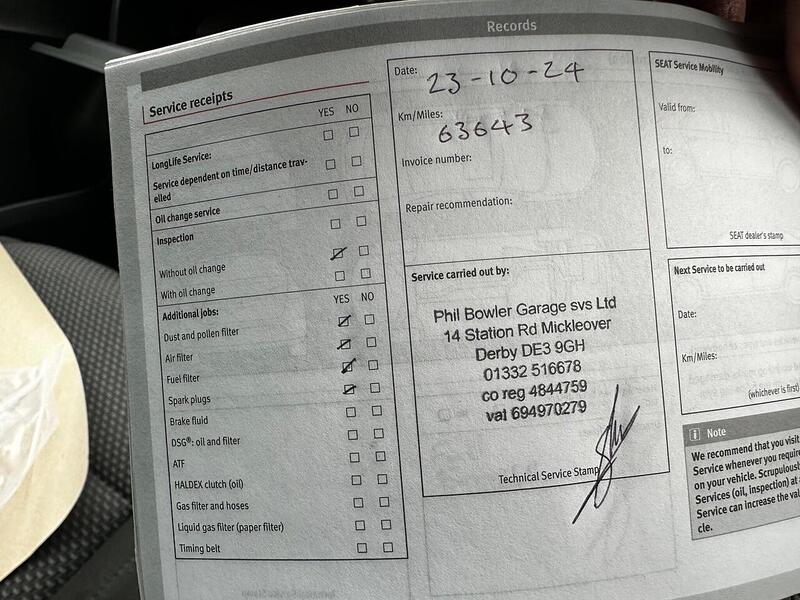 Records
Service receipts
YES NO
LongLife Service:
Service dependent on time/distance trav-
elled
Oil change service
Inspection
Without oil change
With oil change
Additional jobs:
YES NO
Dust and pollen filter
Air filter
Fuel filter
Spark plugs
Brake fluid
DSG®: oil and filter
ATF
HALDEX clutch (oil)
Gas filter and hoses
Liquid gas filter (paper filter)
Timing belt
Date: 23-10-24
Km/Miles: 63643
Invoice number:
Repair recommendation:
Service carried out by:
Phil Bowler Garage svs Ltd
14 Station Rd Mickleover
Derby DE3 9GH
01332 516678
co reg 4844759
vat 694970279
Technical Service Stamp
SEAT Service Mobility
Valid from:
to:
SEAT dealer's stamp
Next Service to be carried out
Date:
Km/Miles:
(whichever is first)
Note
We recommend that you visit
Service whenever you require
on your vehicle. Scrupulous
Services (oil, inspection) at
Service can increase the val
cle.